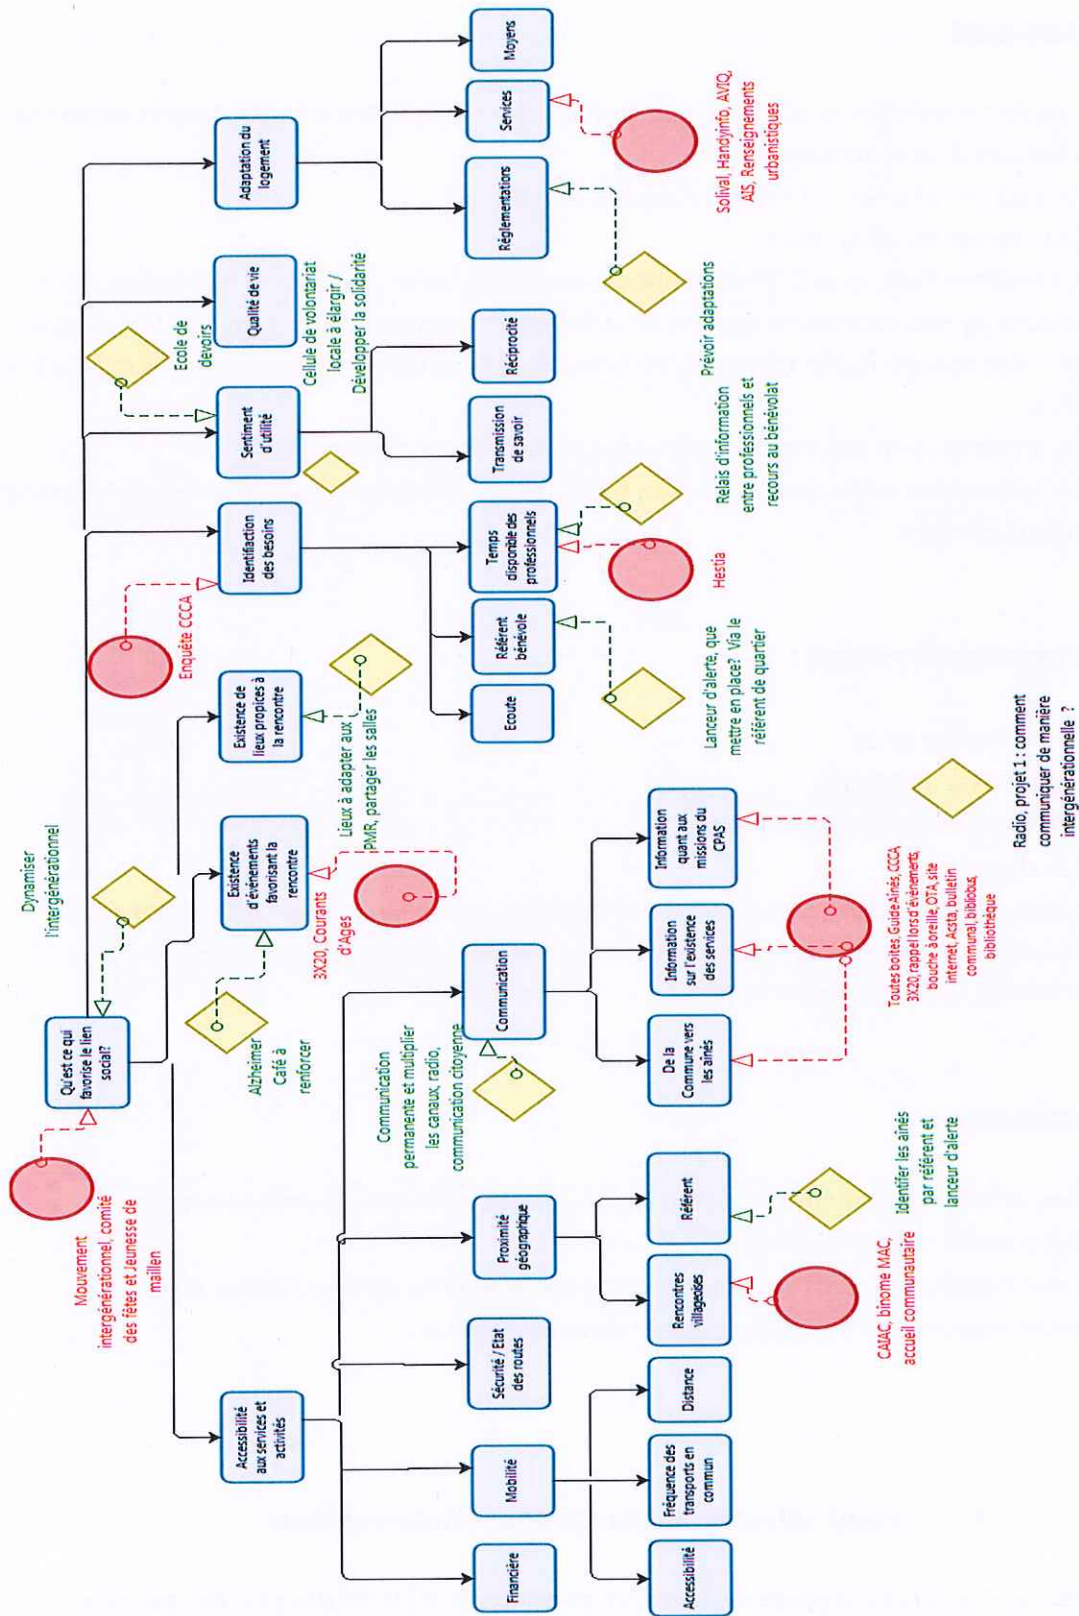 Mouvement
intergénérationnel, comité
des fêtes et Jeunesse de
maillen
Qu'est ce qui
favorise le lien
social?
Dynamiser
l'intergénérationnel
Enquête CCCA
Ecole de
devoirs
Accessibilité
aux services et
activités
Alzheimer
Café à
renforcer
Existence
d'événements
favorisant la
rencontre
Existence de
lieux propices à
la rencontre
Identifiaction
des besoins
Sentiment
d'utilité
Qualité de vie
Adaptation du
logement
3X20, Courants
d'Ages
Lieux à adapter aux
PMR, partager les salles
Cellule de volontariat
locale à élargir /
Développer la solidarité
Communication
permanente et multiplier
les canaux, radio,
communication citoyenne
Financière
Mobilité
Sécurité / Etat
des routes
Proximité
géographique
Communication
Ecoute
Référent
bénévole
Temps
disponible des
professionnels
Transmission
de savoir
Réciprocité
Réglementations
Services
Moyens
Accessibilité
Fréquence des
transports en
commun
Distance
Rencontres
villageoises
Référent
De la
Commune vers
les ainés
Information
sur l'existence
des services
Information
quant aux
missions du
CPAS
Lanceur d'alerte, que
mettre en place? Via le
référent de quartier
Hestia
Relais d'information
entre professionnels et
recours au bénévolat
Prévoir adaptations
Solival, Handyinfo, AVIQ,
AIS, Renseignements
urbanistiques
CAIAC, binome MAC,
accueil communautaire
Identifer les ainés
par référent et
lanceur d'alerte
Toutes boites, Guide Ainés, CCCA
3X20, rappel lors d'évènements,
bouche à oreille, OTA, site
internet, Acsta, bulletin
communal, bibliobus,
bibliothèque
Radio, projet 1 : comment
communiquer de manière
intergénérationnelle ?